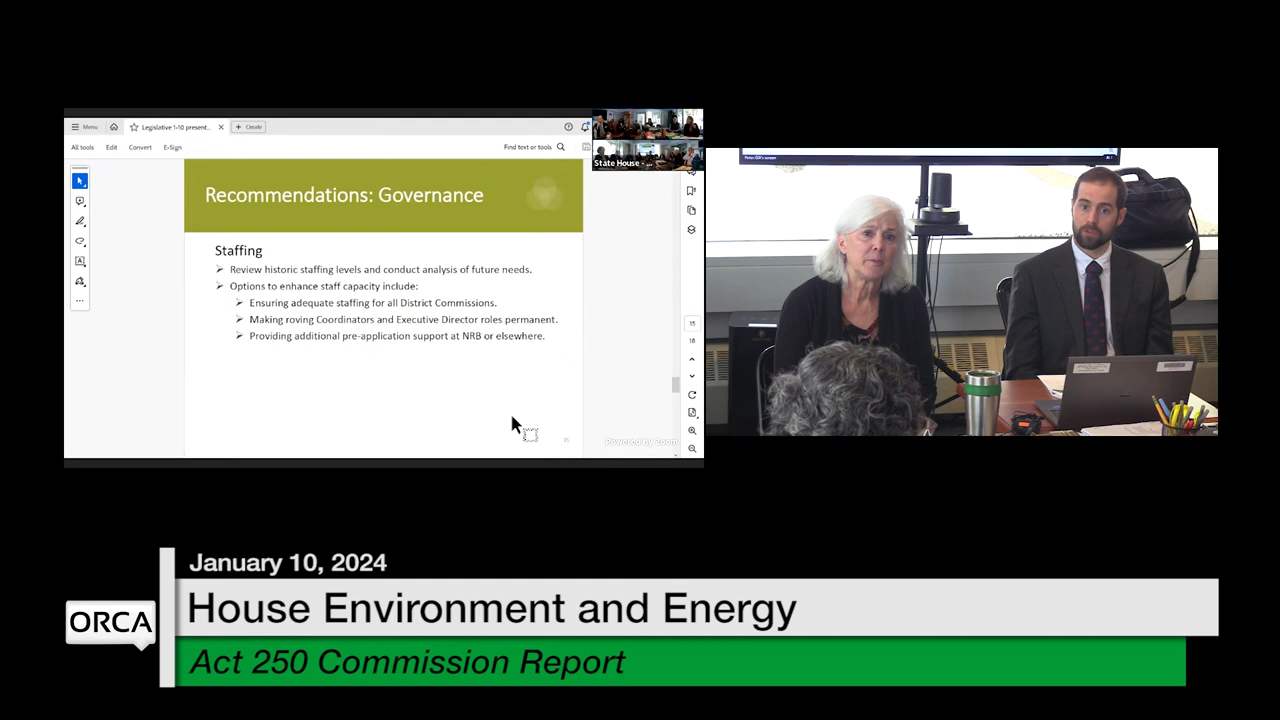 Menu
Legislative 1-10 present...
Create
All tools
Edit
Convert
E-Sign
Find text or tools
State House - ...
Recommendations: Governance
Staffing
Review historic staffing levels and conduct analysis of future needs.
Options to enhance staff capacity include:
Ensuring adequate staffing for all District Commissions.
Making roving Coordinators and Executive Director roles permanent.
Providing additional pre-application support at NRB or elsewhere.
15
18
15
Powered by Zoom
January 10, 2024
ORCA
House Environment and Energy
Act 250 Commission Report